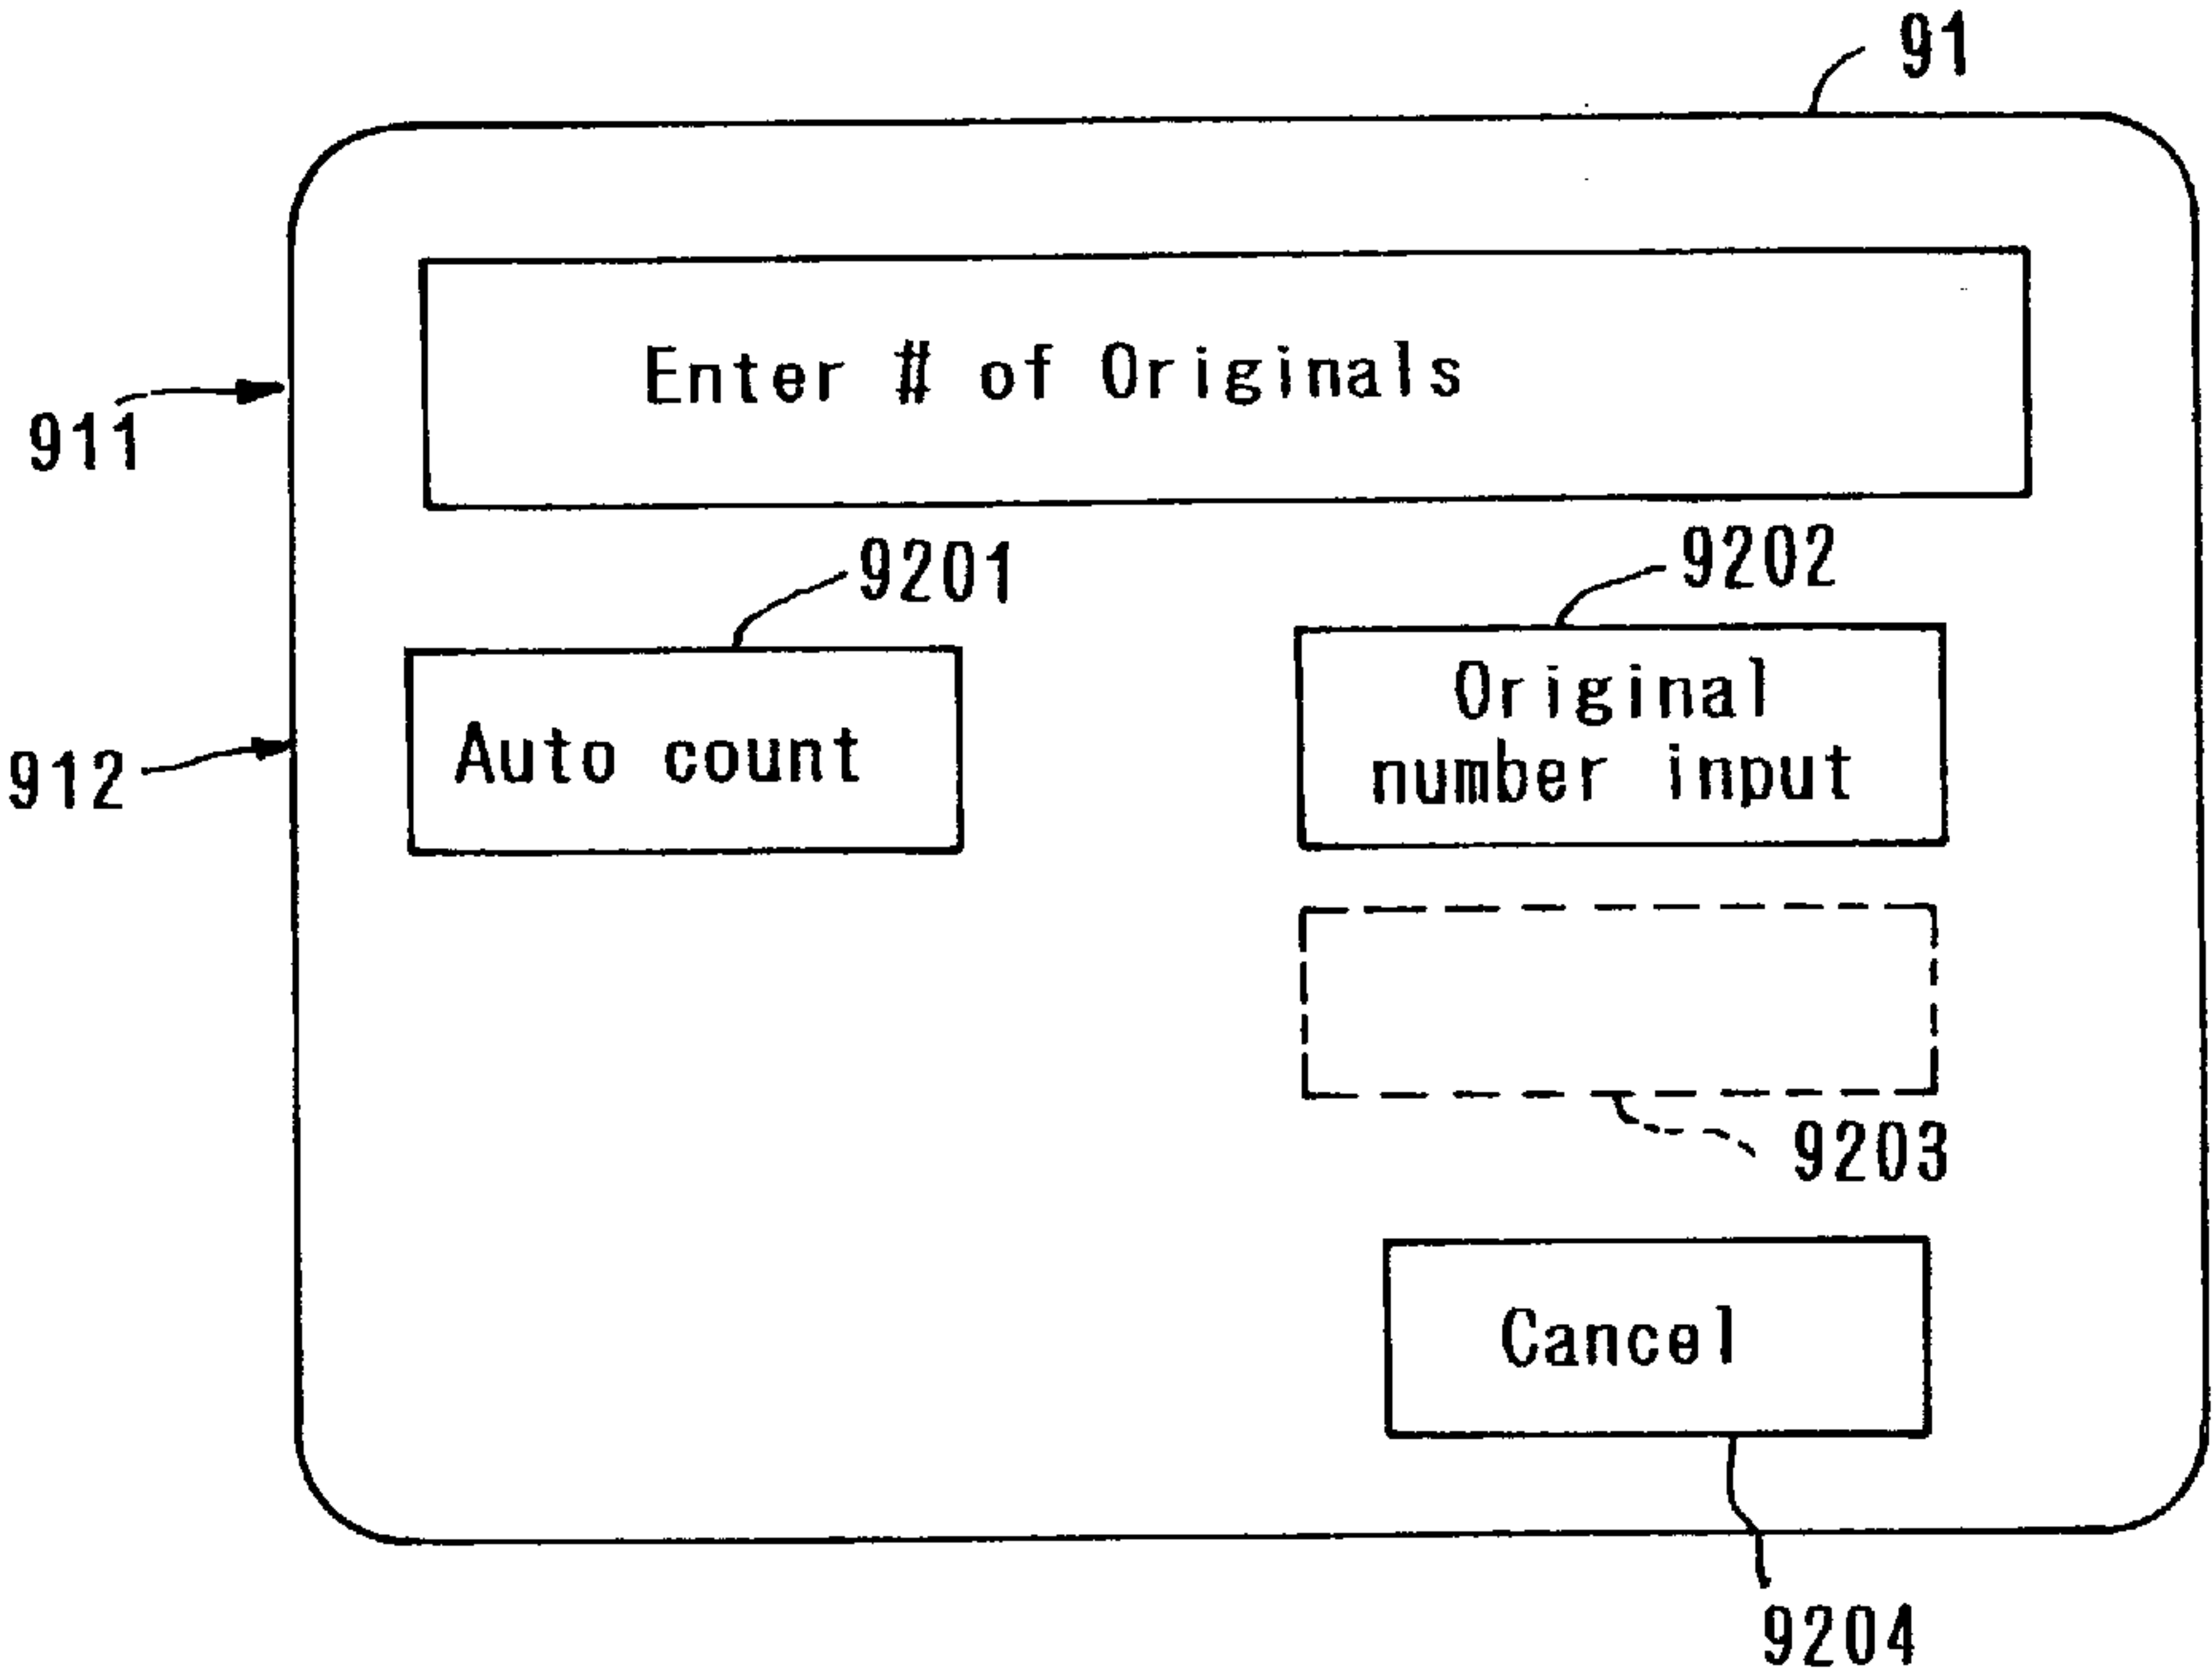 91
Enter # of Originals
911
9201
9202
Auto count
Original
number input
912
9203
Cancel
9204